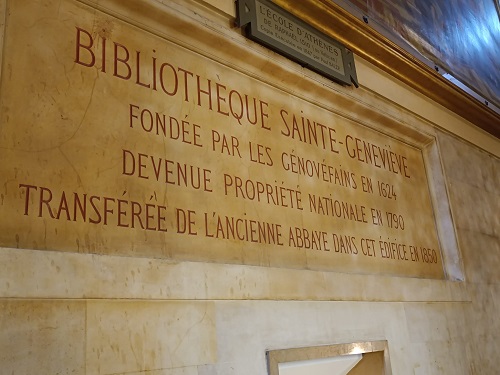 L'ÉCOLE D'ATHÈNES
BIBLIOTHÈQUE SAINTE-GENEVIÈVE
FONDÉE PAR LES GÉNOVÉFAINS EN 1624
DEVENUE PROPRIÉTÉ NATIONALE EN 1790
TRANSFÉRÉE DE L'ANCIENNE ABBAYE DANS CET ÉDIFICE EN 1850